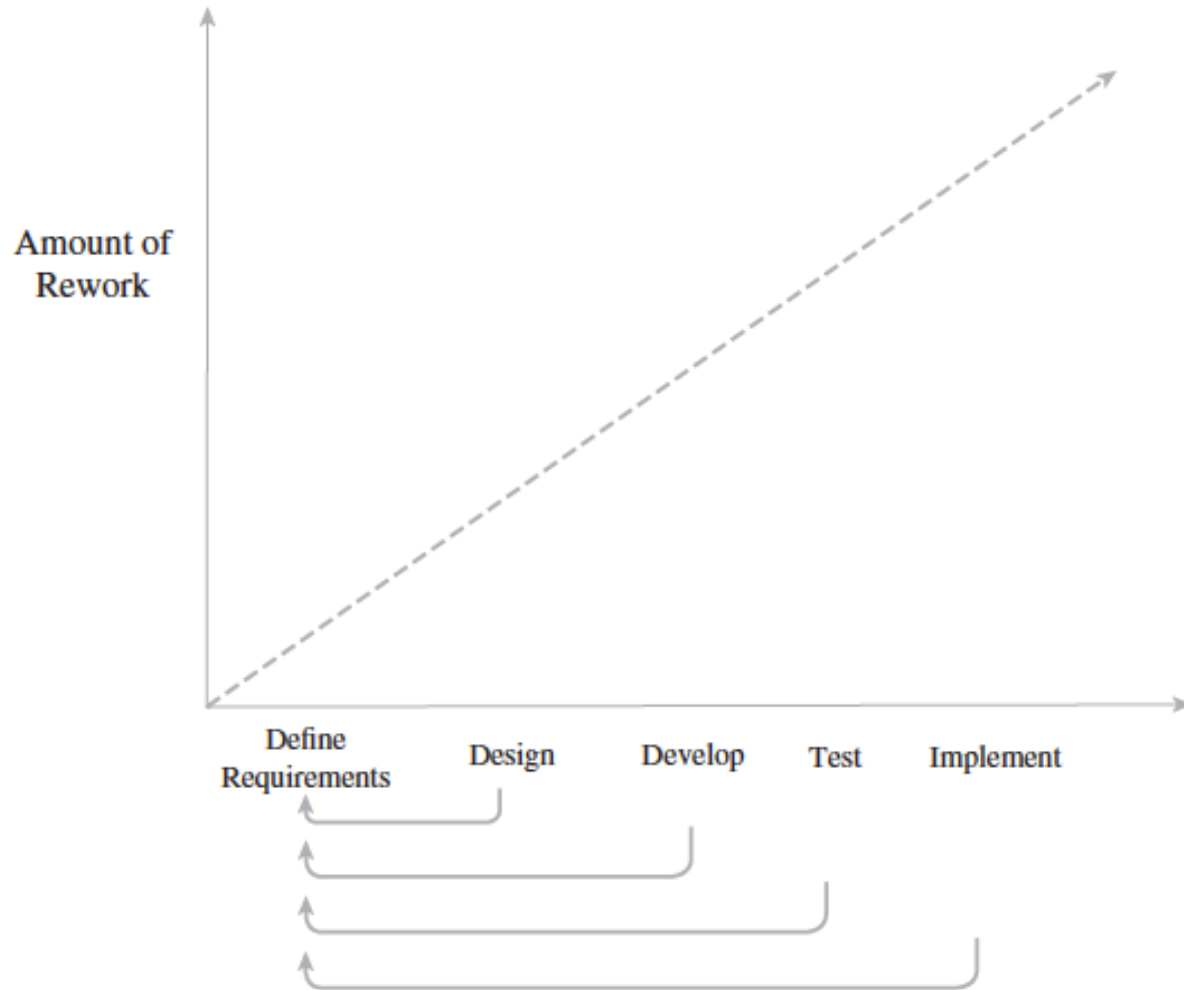 Amount of
Rework
Define
Requirements
Design
Develop
Test
Implement